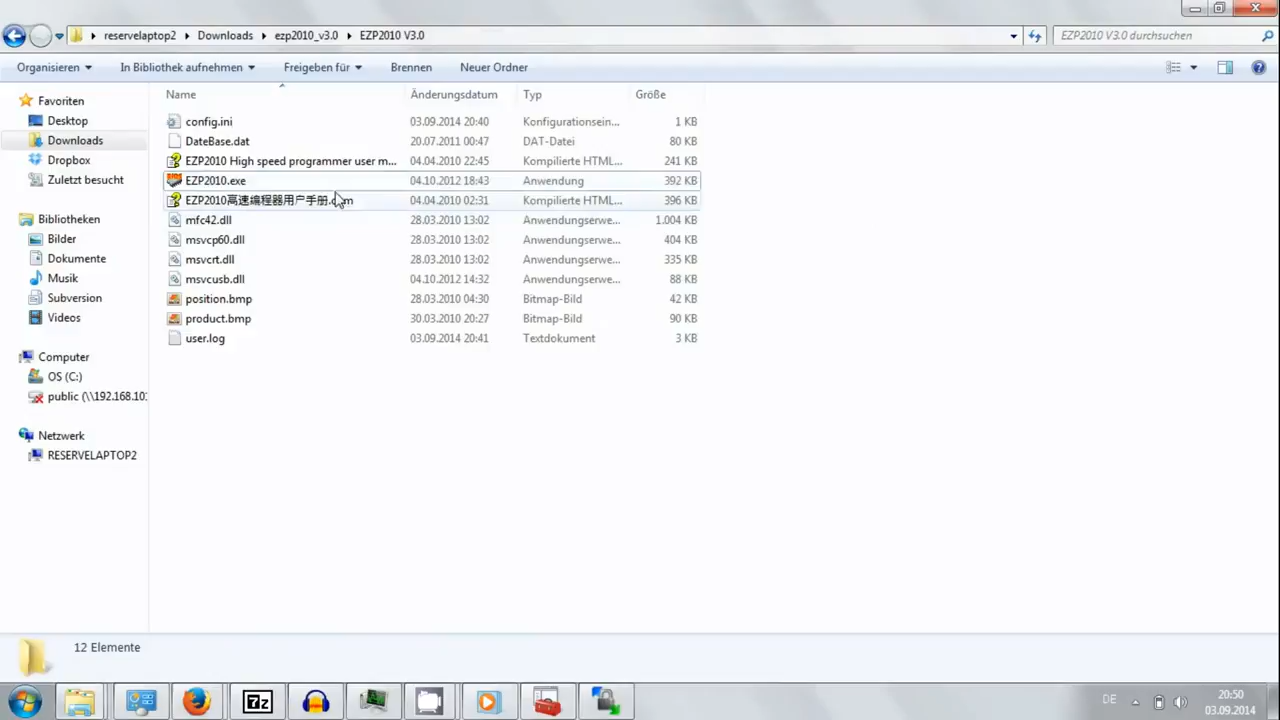 reservelaptop2 Downloads ezp2010_v3.0 EZP2010 V3.0 EZP2010 V3.0 durchsuchen
Organisieren In Bibliothek aufnehmen Freigeben für Brennen Neuer Ordner
Favoriten
Desktop
Downloads
Dropbox
Zuletzt besucht
Bibliotheken
Bilder
Dokumente
Musik
Subversion
Videos
Computer
OS (C:)
public (\\192.168.10
Netzwerk
RESERVELAPTOP2
Name Änderungsdatum Typ Größe
config.ini 03.09.2014 20:40 Konfigurationsein... 1 KB
DateBase.dat 20.07.2011 00:47 DAT-Datei 80 KB
EZP2010 High speed programmer user m... 04.04.2010 22:45 Kompilierte HTML... 241 KB
EZP2010.exe 04.10.2012 18:43 Anwendung 392 KB
EZP2010高速编程器用户手册 04.04.2010 02:31 Kompilierte HTML... 396 KB
mfc42.dll 28.03.2010 13:02 Anwendungserwe... 1.004 KB
msvcp60.dll 28.03.2010 13:02 Anwendungserwe... 404 KB
msvcrt.dll 28.03.2010 13:02 Anwendungserwe... 335 KB
msvcusb.dll 04.10.2012 14:32 Anwendungserwe... 88 KB
position.bmp 28.03.2010 04:30 Bitmap-Bild 42 KB
product.bmp 30.03.2010 20:27 Bitmap-Bild 90 KB
user.log 03.09.2014 20:41 Textdokument 3 KB
12 Elemente
7z
DE
20:50
03.09.2014